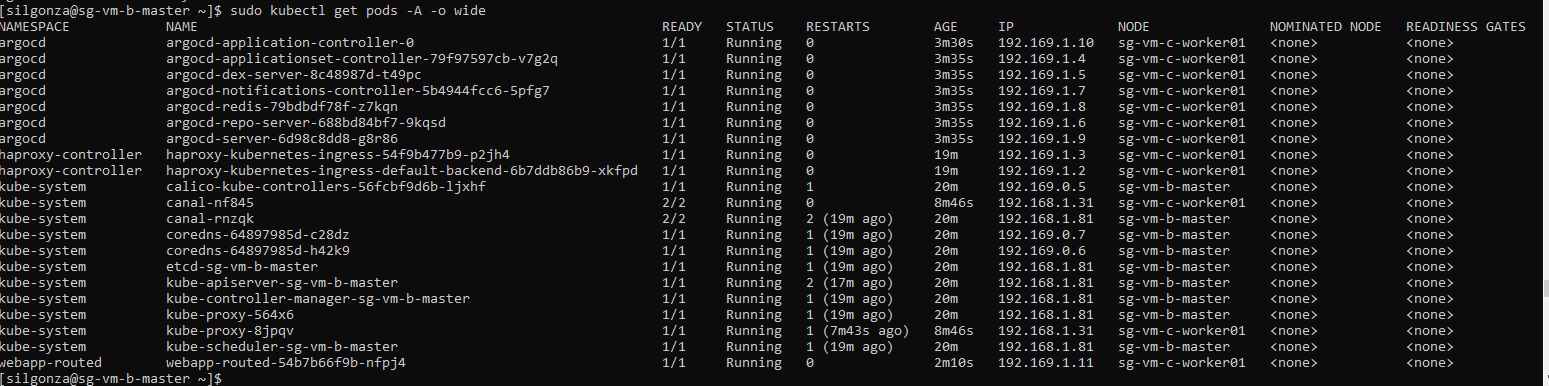 [silgonza@sg-vm-b-master ~]$ sudo kubectl get pods -A -o wide
NAMESPACE NAME READY STATUS RESTARTS AGE IP NODE NOMINATED NODE READINESS GATES
argocd argocd-application-controller-0 1/1 Running 0 3m30s 192.169.1.10 sg-vm-c-worker01 <none> <none>
argocd argocd-applicationset-controller-79f97597cb-v7g2q 1/1 Running 0 3m35s 192.169.1.4 sg-vm-c-worker01 <none> <none>
argocd argocd-dex-server-8c48987d-t49pc 1/1 Running 0 3m35s 192.169.1.5 sg-vm-c-worker01 <none> <none>
argocd argocd-notifications-controller-5b4944fcc6-5pfg7 1/1 Running 0 3m35s 192.169.1.7 sg-vm-c-worker01 <none> <none>
argocd argocd-redis-79bdbdf78f-z7kqn 1/1 Running 0 3m35s 192.169.1.8 sg-vm-c-worker01 <none> <none>
argocd argocd-repo-server-688bd84bf7-9kqsd 1/1 Running 0 3m35s 192.169.1.6 sg-vm-c-worker01 <none> <none>
argocd argocd-server-6d98c8dd8-g8r86 1/1 Running 0 3m35s 192.169.1.9 sg-vm-c-worker01 <none> <none>
haproxy-controller haproxy-kubernetes-ingress-54f9b477b9-p2jh4 1/1 Running 0 19m 192.169.1.3 sg-vm-c-worker01 <none> <none>
haproxy-controller haproxy-kubernetes-ingress-default-backend-6b7ddb86b9-xkfpd 1/1 Running 0 19m 192.169.1.2 sg-vm-c-worker01 <none> <none>
kube-system calico-kube-controllers-56fcbf9d6b-ljxhf 1/1 Running 1 20m 192.169.0.5 sg-vm-b-master <none> <none>
kube-system canal-nf845 2/2 Running 0 8m46s 192.168.1.31 sg-vm-c-worker01 <none> <none>
kube-system canal-rnzqk 2/2 Running 2 (19m ago) 20m 192.168.1.81 sg-vm-b-master <none> <none>
kube-system coredns-64897985d-c28dz 1/1 Running 1 (19m ago) 20m 192.169.0.7 sg-vm-b-master <none> <none>
kube-system coredns-64897985d-h42k9 1/1 Running 1 (19m ago) 20m 192.169.0.6 sg-vm-b-master <none> <none>
kube-system etcd-sg-vm-b-master 1/1 Running 1 (19m ago) 20m 192.168.1.81 sg-vm-b-master <none> <none>
kube-system kube-apiserver-sg-vm-b-master 1/1 Running 2 (17m ago) 20m 192.168.1.81 sg-vm-b-master <none> <none>
kube-system kube-controller-manager-sg-vm-b-master 1/1 Running 1 (19m ago) 20m 192.168.1.81 sg-vm-b-master <none> <none>
kube-system kube-proxy-564x6 1/1 Running 1 (19m ago) 20m 192.168.1.81 sg-vm-b-master <none> <none>
kube-system kube-proxy-8jpqv 1/1 Running 1 (7m43s ago) 8m46s 192.168.1.31 sg-vm-c-worker01 <none> <none>
kube-system kube-scheduler-sg-vm-b-master 1/1 Running 1 (19m ago) 20m 192.168.1.81 sg-vm-b-master <none> <none>
webapp-routed webapp-routed-54b7b66f9b-nfpj4 1/1 Running 0 2m10s 192.169.1.11 sg-vm-c-worker01 <none> <none>
[silgonza@sg-vm-b-master ~]$